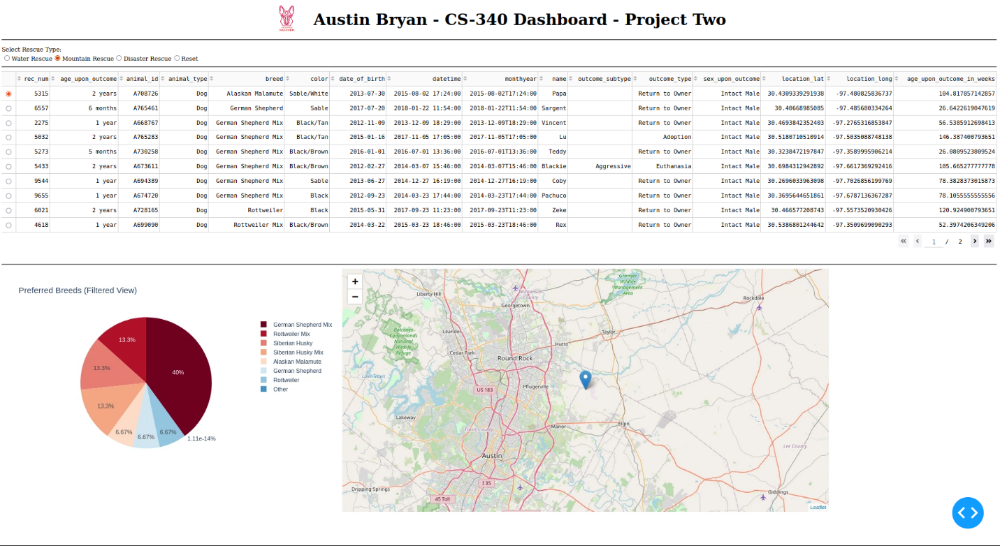 Austin Bryan - CS-340 Dashboard - Project Two
Select Rescue Type:
Water Rescue Mountain Rescue Disaster Rescue Reset
rec_num age_upon_outcome animal_id animal_type breed color date_of_birth datetime monthyear name outcome_subtype outcome_type sex_upon_outcome location_lat location_long age_upon_outcome_in_weeks
5315 2 years A708726 Dog Alaskan Malamute Sable/White 2013-07-30 2015-08-02 17:24:00 2015-08-02T17:24:00 Papa Return to Owner Intact Male 30.4309339291938 -97.480825836737 104.817857142857
6557 6 months A765461 Dog German Shepherd Sable 2017-07-20 2018-01-22 11:54:00 2018-01-22T11:54:00 Sargent Return to Owner Intact Male 30.40668985085 -97.485680334264 26.6422619047619
2275 1 year A668767 Dog German Shepherd Mix Black/Tan 2012-11-09 2013-12-09 18:29:00 2013-12-09T18:29:00 Vincent Return to Owner Intact Male 30.4693842352403 -97.2765316853847 56.5385912698413
5032 2 years A765283 Dog German Shepherd Mix Black/Tan 2015-01-16 2017-11-05 17:05:00 2017-11-05T17:05:00 Lu Adoption Intact Male 30.5180710510914 -97.5035088748138 146.387400793651
5273 5 months A730258 Dog German Shepherd Mix Black/Brown 2016-01-01 2016-07-01 13:36:00 2016-07-01T13:36:00 Teddy Return to Owner Intact Male 30.3238472197847 -97.3589995906214 26.0809523809524
5433 2 years A673611 Dog German Shepherd Mix Black/Brown 2012-02-27 2014-03-07 15:46:00 2014-03-07T15:46:00 Blackie Aggressive Euthanasia Intact Male 30.6984312942892 -97.6617369292416 105.665277777778
9544 1 year A694389 Dog German Shepherd Mix Sable 2013-06-27 2014-12-27 16:19:00 2014-12-27T16:19:00 Coby Return to Owner Intact Male 30.2696033963098 -97.7026856199769 78.3828373015873
9655 1 year A674720 Dog German Shepherd Mix Black 2012-09-23 2014-03-23 17:44:00 2014-03-23T17:44:00 Pachuco Return to Owner Intact Male 30.3695644651861 -97.6787136367287 78.1055555555556
6021 2 years A728165 Dog Rottweiler Black 2015-05-31 2017-09-23 11:23:00 2017-09-23T11:23:00 Zeke Return to Owner Intact Male 30.466577208743 -97.5573520930426 120.924900793651
4618 1 year A699090 Dog Rottweiler Mix Black/Brown 2014-03-22 2015-03-23 18:46:00 2015-03-23T18:46:00 Rex Return to Owner Intact Male 30.5386801244642 -97.3509699090293 52.3974206349206
1 / 2
Preferred Breeds (Filtered View)
13.3%
40%
13.3%
13.3%
6.67%
6.67%
6.67%
1.11e-14%
German Shepherd Mix
Rottweiler Mix
Siberian Husky
Siberian Husky Mix
Alaskan Malamute
German Shepherd
Rottweiler
Other
+
−
Granger
Wildlife
Management
Area
Liberty Hill
Williamson
County
Georgetown
Rockdale
Balcones
Canyonlands
National
Wildlife
Refuge
Leander
Taylor
Hutto
Cedar Park
Round Rock
Lake Travis
US 183
Pflugerville
Lakeway
Manor
Elgin
Travis County
Lee County
Austin
I 35
Dripping Springs
45 Toll
Giddings
Leaflet